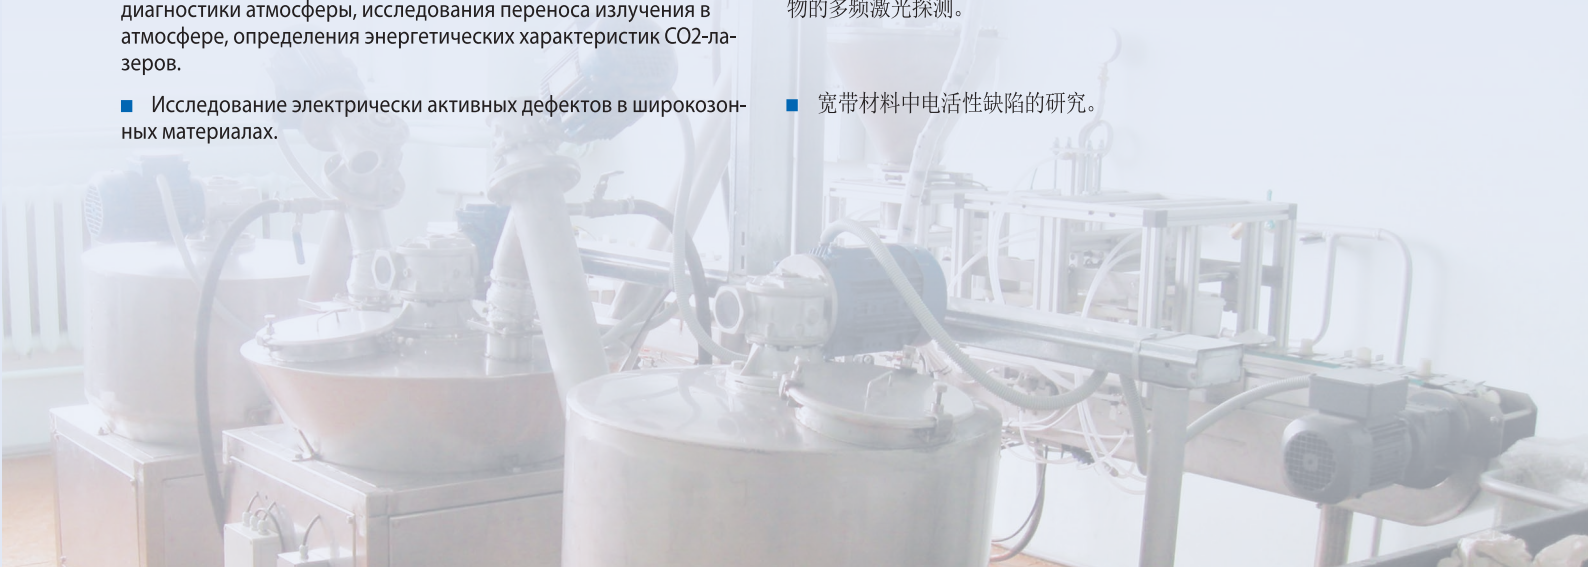 диагностики атмосферы, исследования переноса излучения в
атмосфере, определения энергетических характеристик СО2-ла-
зеров.
Исследование электрически активных дефектов в широкозон-
ных материалах.
物的多频激光探测。
宽带材料中电活性缺陷的研究。